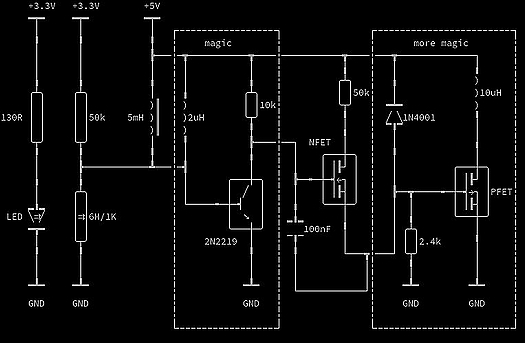 +3.3V +3.3V +5V
magic more magic
130R 50k 5mH 2uH 10k 50k 1N4001 10uH
NFET
LED 6H/1K PFET
2N2219 100nF 2.4k
GND GND GND GND GND